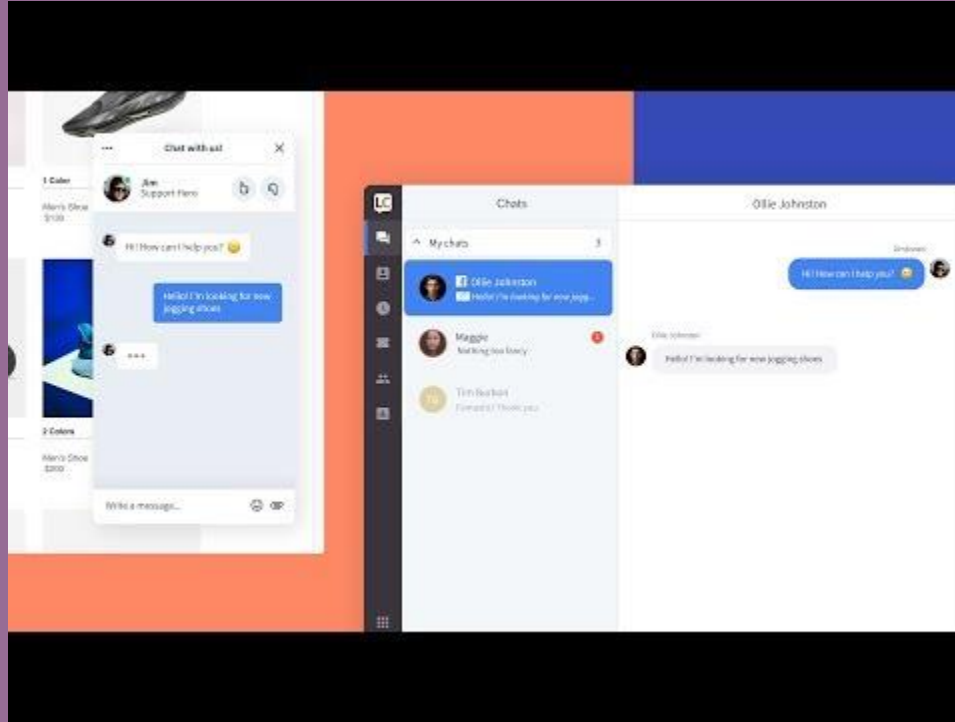 1 Color
Men's Shoe
$100
2 Colors
Men's Shoe
$200
Chat with us!
Jim
Support Hero
Hi! How can I help you?
Hello! I'm looking for new
jogging shoes
Write a message...
LC
Chats
My chats
3
Ollie Johnston
Hello! I'm looking for new jogg...
Maggie
Nothing too fancy
Tim Burton
Thank you
Ollie Johnston
Hi! How can I help you?
Ollie Johnston
Hello! I'm looking for new jogging shoes